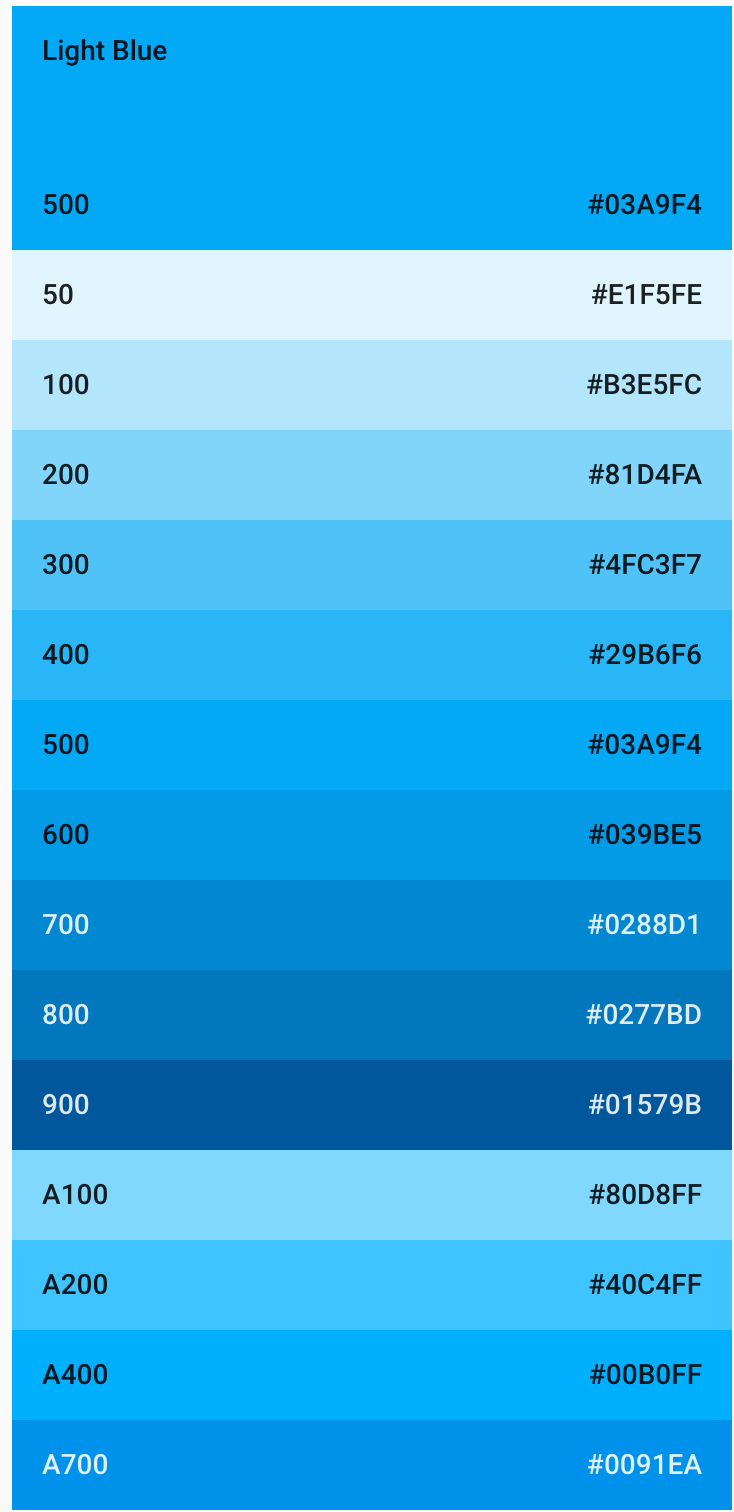 Light Blue
500 #03A9F4
50 #E1F5FE
100 #B3E5FC
200 #81D4FA
300 #4FC3F7
400 #29B6F6
500 #03A9F4
600 #039BE5
700 #0288D1
800 #0277BD
900 #01579B
A100 #80D8FF
A200 #40C4FF
A400 #00B0FF
A700 #0091EA